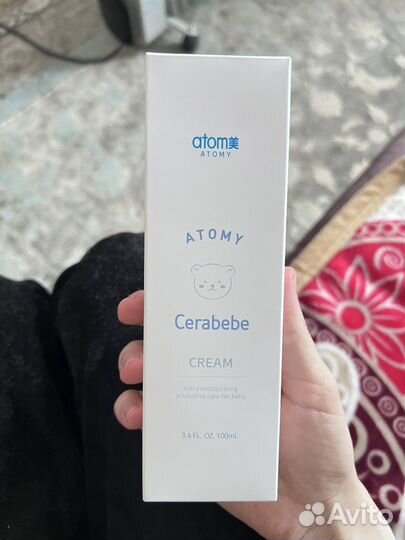 atom美
ATOMY
ATOMY
Cerabebe
CREAM
Ultra moisturising
protective care for baby
3.4 FL. OZ. 100mL
Avito